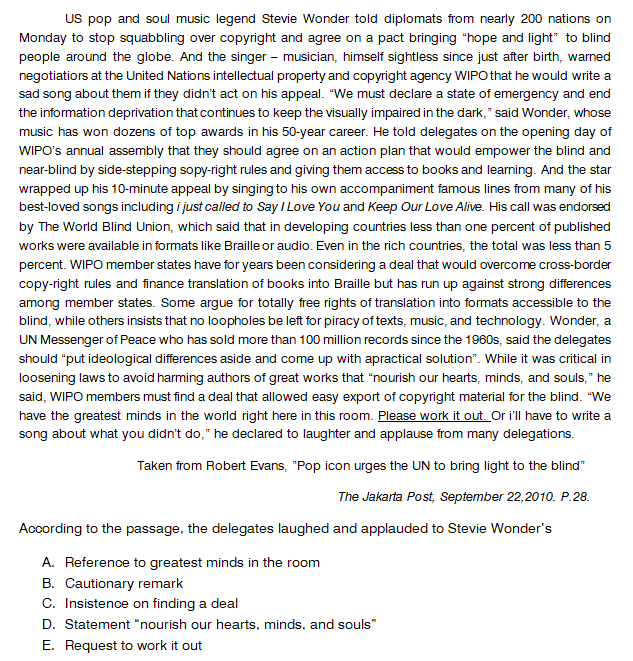 US pop and soul music legend Stevie Wonder told diplomats from nearly 200 nations on
Monday to stop squabbling over copyright and agree on a pact bringing “hope and light” to blind
people around the globe. And the singer – musician, himself sightless since just after birth, warned
negotiatiors at the United Nations intellectual property and copyright agency WIPO that he would write a
sad song about them if they didn’t act on his appeal. “We must declare a state of emergency and end
the information deprivation that continues to keep the visually impaired in the dark,” said Wonder, whose
music has won dozens of top awards in his 50-year career. He told delegates on the opening day of
WIPO’s annual assembly that they should agree on an action plan that would empower the blind and
near-blind by side-stepping sopy-right rules and giving them access to books and learning. And the star
wrapped up his 10-minute appeal by singing to his own accompaniment famous lines from many of his
best-loved songs including i just called to Say I Love You and Keep Our Love Alive. His call was endorsed
by The World Blind Union, which said that in developing countries less than one percent of published
works were available in formats like Braille or audio. Even in the rich countries, the total was less than 5
percent. WIPO member states have for years been considering a deal that would overcome cross-border
copy-right rules and finance translation of books into Braille but has run up against strong differences
among member states. Some argue for totally free rights of translation into formats accessible to the
blind, while others insists that no loopholes be left for piracy of texts, music, and technology. Wonder, a
UN Messenger of Peace who has sold more than 100 million records since the 1960s, said the delegates
should “put ideological differences aside and come up with apractical solution”. While it was critical in
loosening laws to avoid harming authors of great works that “nourish our hearts, minds, and souls,” he
said, WIPO members must find a deal that allowed easy export of copyright material for the blind. “We
have the greatest minds in the world right here in this room. Please work it out. Or i’ll have to write a
song about what you didn’t do,” he declared to laughter and applause from many delegations.
Taken from Robert Evans, ”Pop icon urges the UN to bring light to the blind”
The Jakarta Post, September 22,2010. P.28.
According to the passage, the delegates laughed and applauded to Stevie Wonder’s
A. Reference to greatest minds in the room
B. Cautionary remark
C. Insistence on finding a deal
D. Statement “nourish our hearts, minds, and souls”
E. Request to work it out